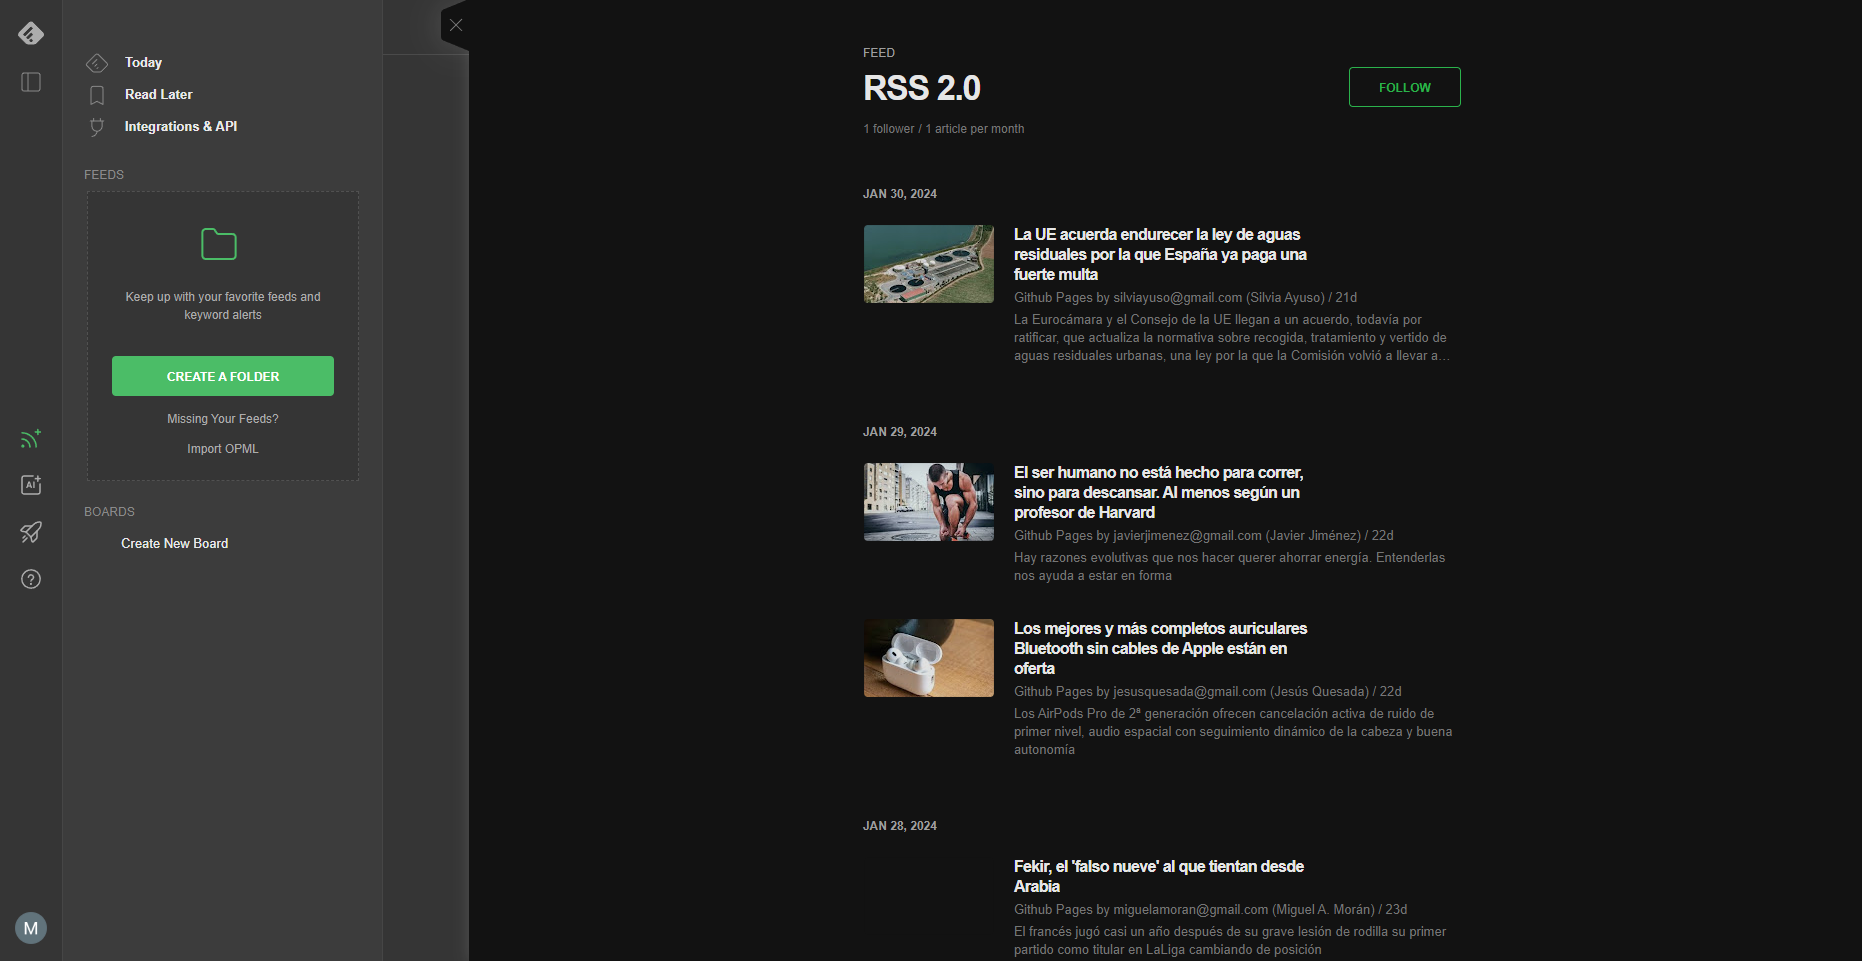 Today
Read Later
Integrations & API
FEEDS
Keep up with your favorite feeds and
keyword alerts
CREATE A FOLDER
Missing Your Feeds?
Import OPML
BOARDS
Create New Board
AI
M
FEED
RSS 2.0
FOLLOW
1 follower / 1 article per month
JAN 30, 2024
La UE acuerda endurecer la ley de aguas
residuales por la que España ya paga una
fuerte multa
Github Pages by silviayuso@gmail.com (Silvia Ayuso) / 21d
La Eurocámara y el Consejo de la UE llegan a un acuerdo, todavía por
ratificar, que actualiza la normativa sobre recogida, tratamiento y vertido de
aguas residuales urbanas, una ley por la que la Comisión volvió a llevar a…
JAN 29, 2024
El ser humano no está hecho para correr,
sino para descansar. Al menos según un
profesor de Harvard
Github Pages by javierjimenez@gmail.com (Javier Jiménez) / 22d
Hay razones evolutivas que nos hacer querer ahorrar energía. Entenderlas
nos ayuda a estar en forma
Los mejores y más completos auriculares
Bluetooth sin cables de Apple están en
oferta
Github Pages by jesusquesada@gmail.com (Jesús Quesada) / 22d
Los AirPods Pro de 2ª generación ofrecen cancelación activa de ruido de
primer nivel, audio espacial con seguimiento dinámico de la cabeza y buena
autonomía
JAN 28, 2024
Fekir, el 'falso nueve' al que tientan desde
Arabia
Github Pages by miguelamoran@gmail.com (Miguel A. Morán) / 23d
El francés jugó casi un año después de su grave lesión de rodilla su primer
partido como titular en LaLiga cambiando de posición